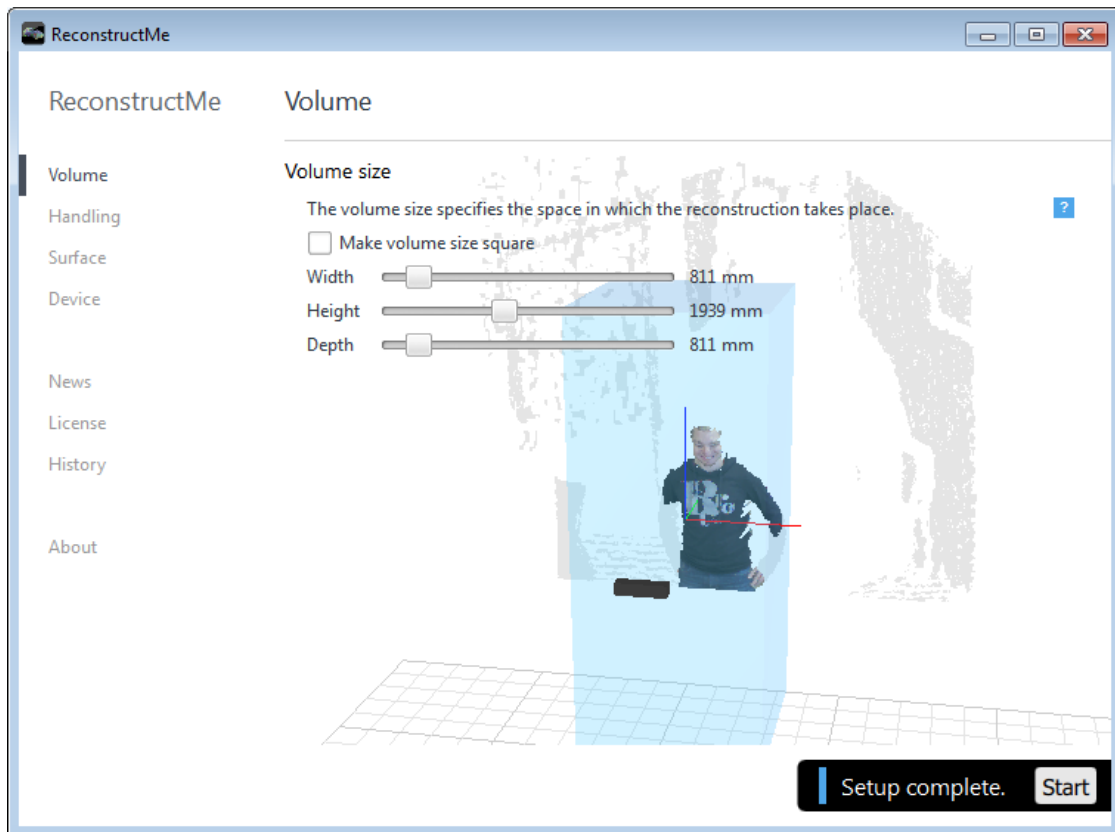 ReconstructMe
ReconstructMe
Volume
Volume
Handling
Surface
Device
News
License
History
About
Volume size
The volume size specifies the space in which the reconstruction takes place.
?
Make volume size square
Width 811 mm
Height 1939 mm
Depth 811 mm
Setup complete. Start